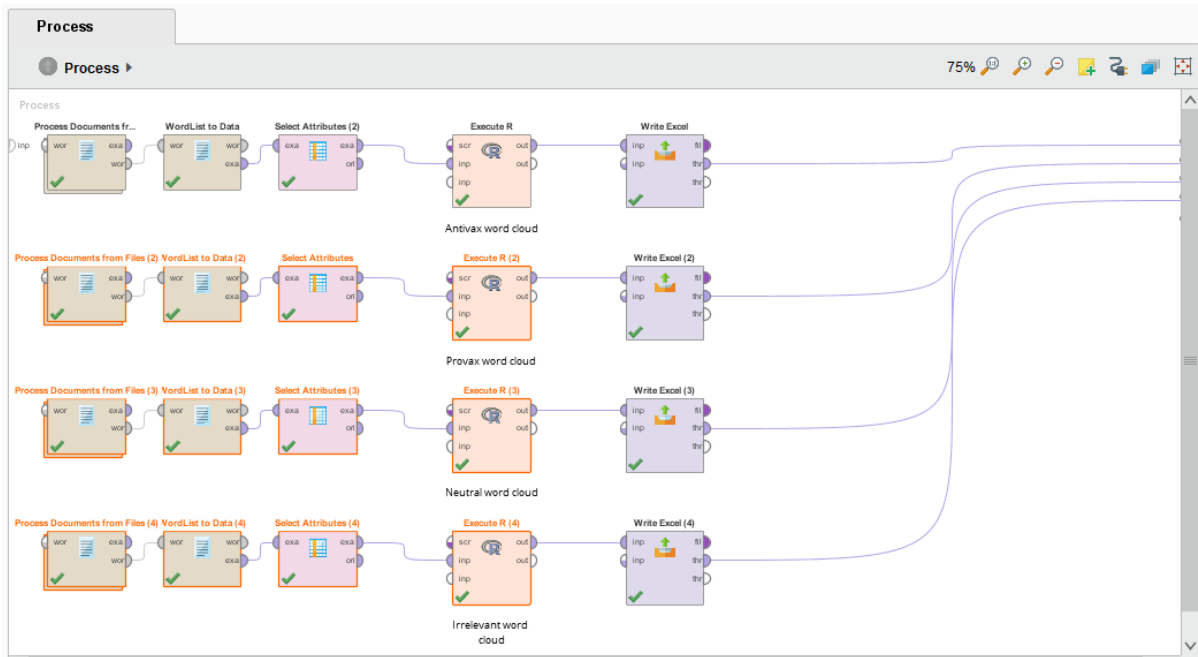 Process
Process
75%
Process
Process Documents fr... WordList to Data Select Attributes (2) Execute R Write Excel
inp wor exa wor wor exa exa scr out inp fil
wor exa ori inp out inp thr
inp thr
Antivax word cloud
Process Documents from Files (2) WordList to Data (2) Select Attributes Execute R (2) Write Excel (2)
wor exa wor wor exa exa scr out inp fil
wor exa ori inp out inp thr
inp thr
Provax word cloud
Process Documents from Files (3) WordList to Data (3) Select Attributes (3) Execute R (3) Write Excel (3)
wor exa wor wor exa exa scr out inp fil
wor exa ori inp out inp thr
inp thr
Neutral word cloud
Process Documents from Files (4) WordList to Data (4) Select Attributes (4) Execute R (4) Write Excel (4)
wor exa wor wor exa exa scr out inp fil
wor exa ori inp out inp thr
inp thr
Irrelevant word
cloud